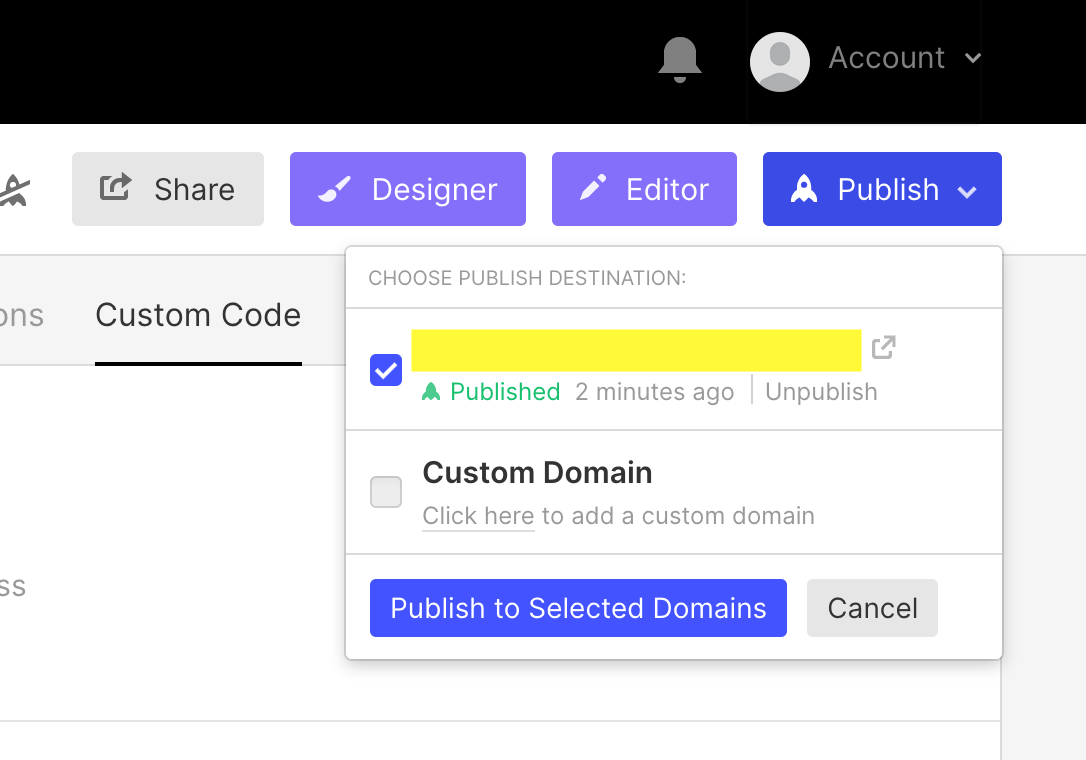 Account
Share
Designer
Editor
Publish
ons
Custom Code
CHOOSE PUBLISH DESTINATION:
Published 2 minutes ago Unpublish
Custom Domain
Click here to add a custom domain
ss
Publish to Selected Domains
Cancel